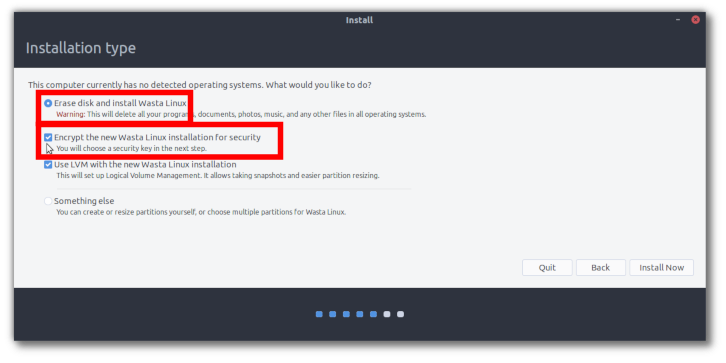 Install
Installation type
This computer currently has no detected operating systems. What would you like to do?
Erase disk and install Wasta Linux
Warning: This will delete all your programs, documents, photos, music, and any other files in all operating systems.
Encrypt the new Wasta Linux installation for security
You will choose a security key in the next step.
Use LVM with the new Wasta Linux installation
This will set up Logical Volume Management. It allows taking snapshots and easier partition resizing.
Something else
You can create or resize partitions yourself, or choose multiple partitions for Wasta Linux.
Quit Back Install Now